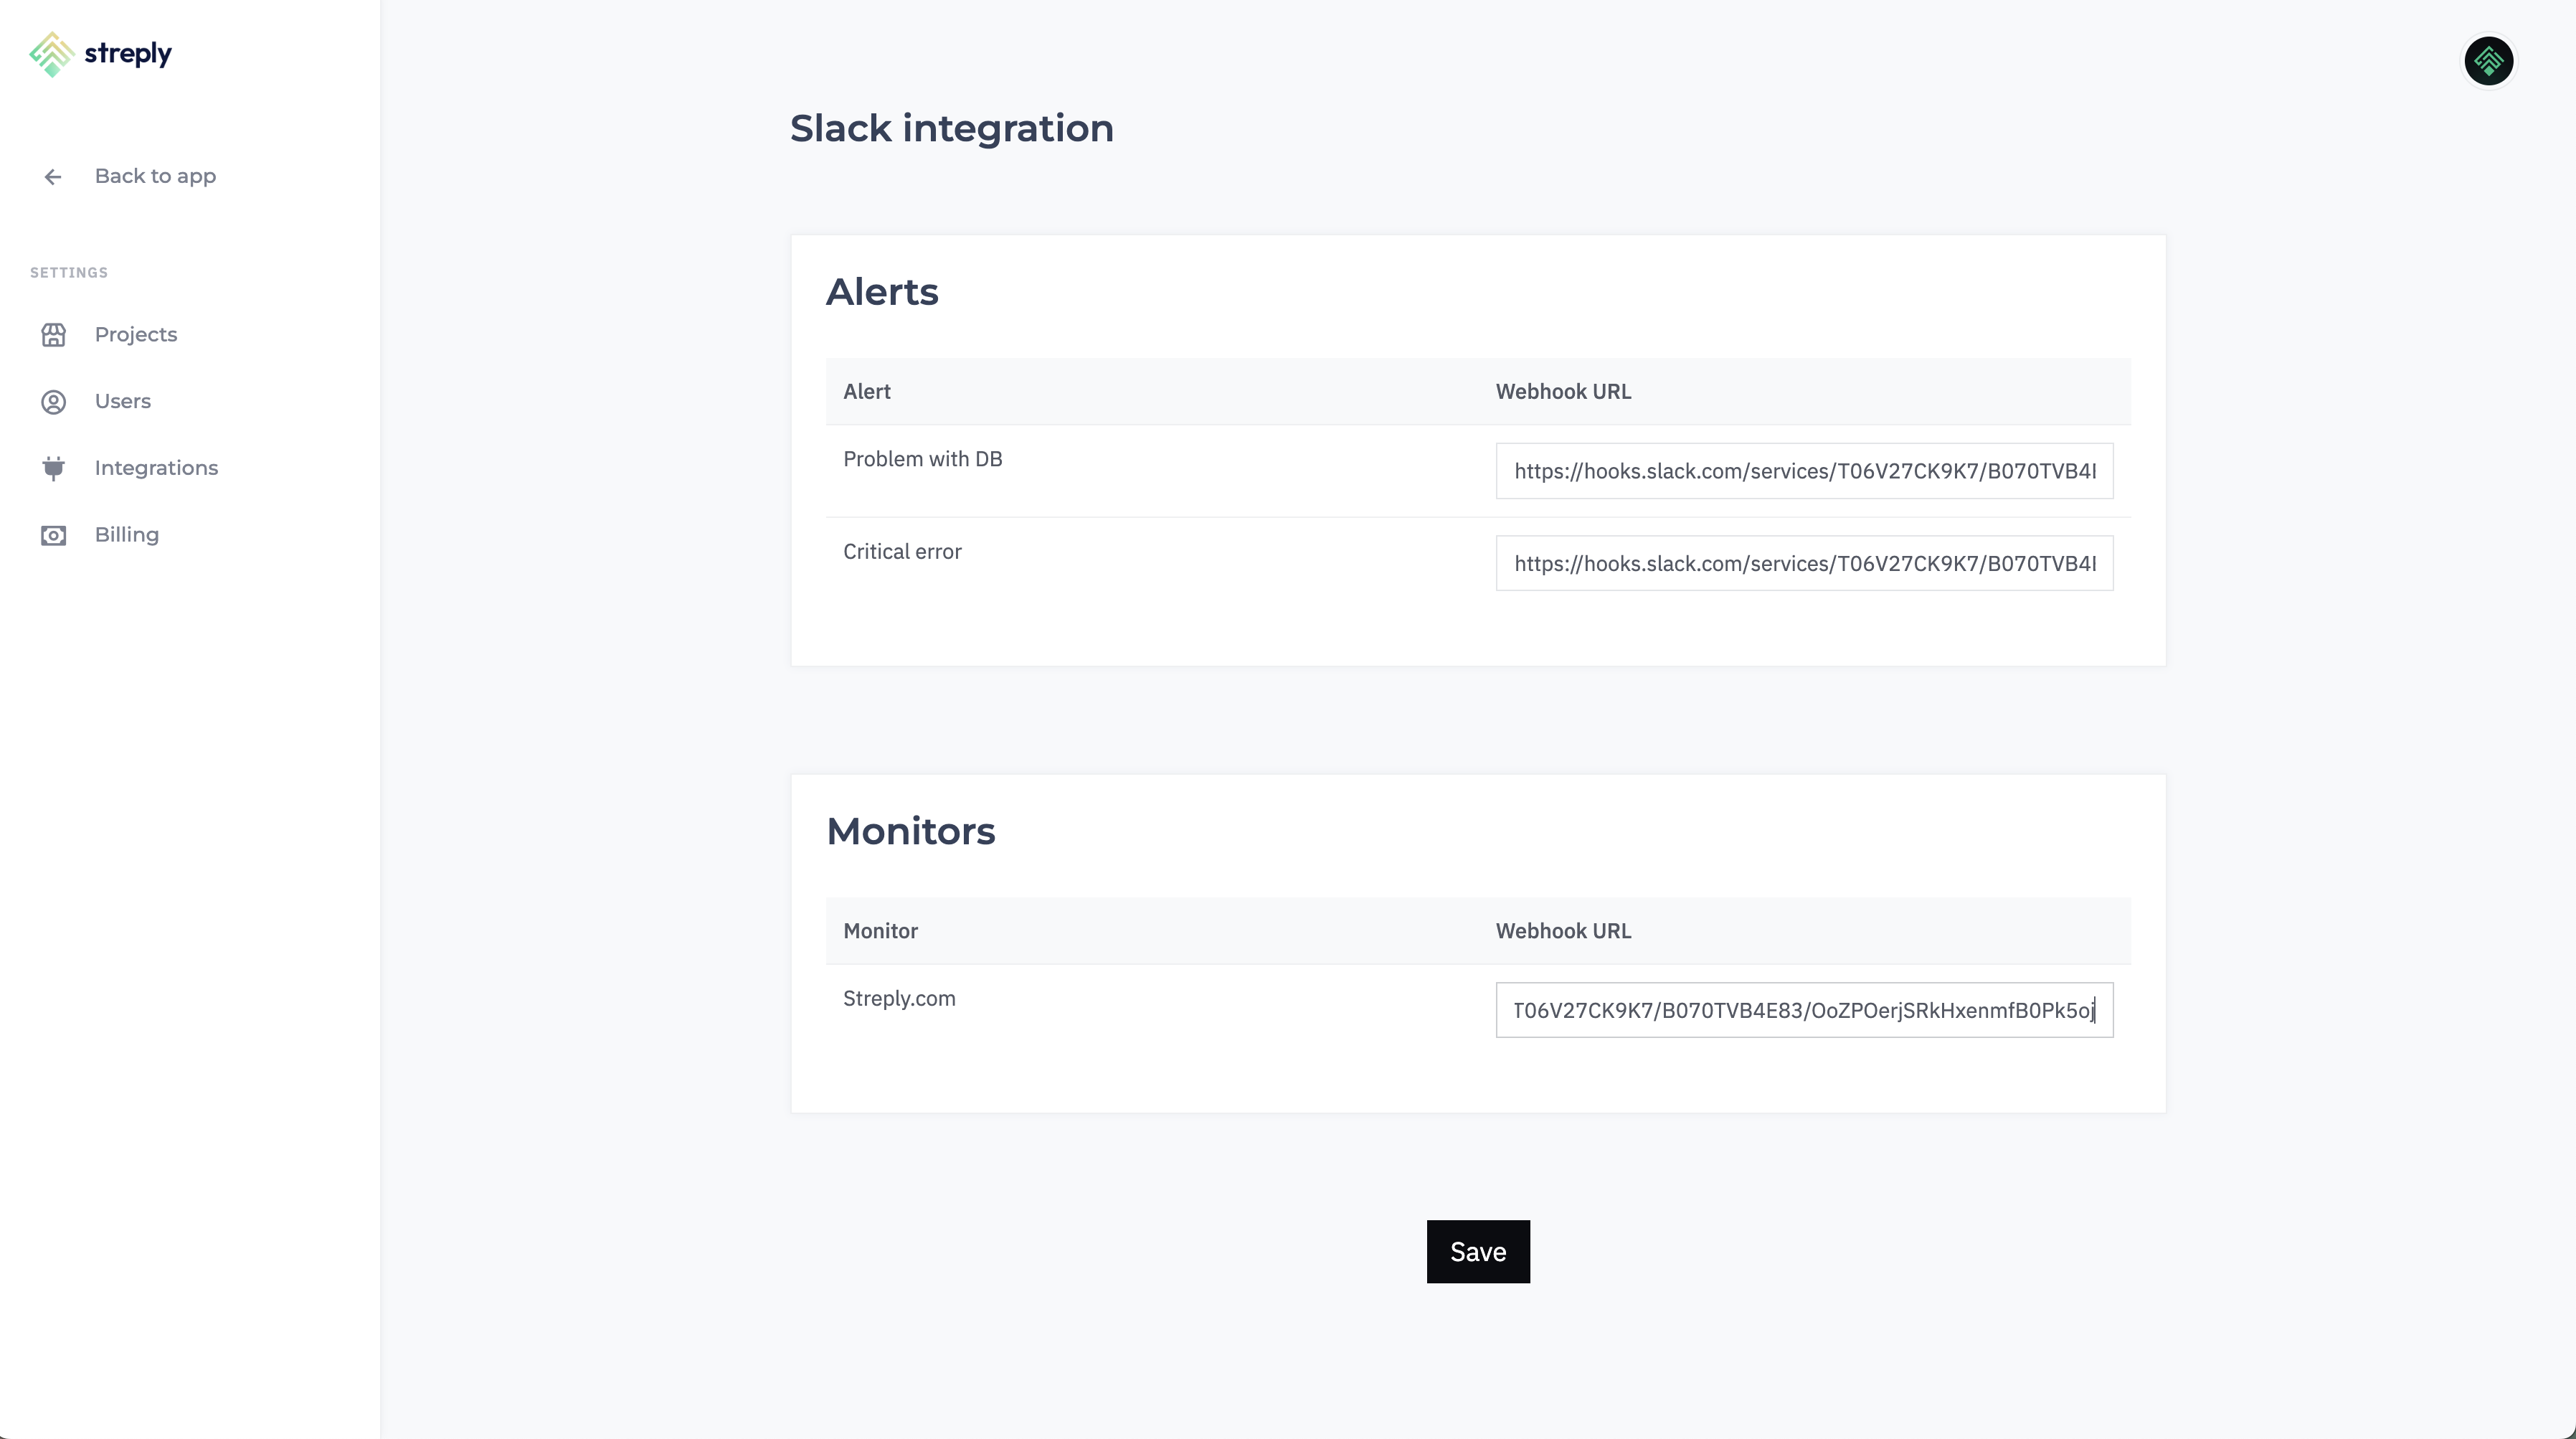 streply
Back to app
SETTINGS
Projects
Users
Integrations
Billing
Slack integration
Alerts
Alert Webhook URL
Problem with DB https://hooks.slack.com/services/T06V27CK9K7/B070TVB4
Critical error https://hooks.slack.com/services/T06V27CK9K7/B070TVB4
Monitors
Monitor Webhook URL
Streply.com T06V27CK9K7/B070TVB4E83/OoZPOerjSRkHxenmfB0Pk5oj
Save